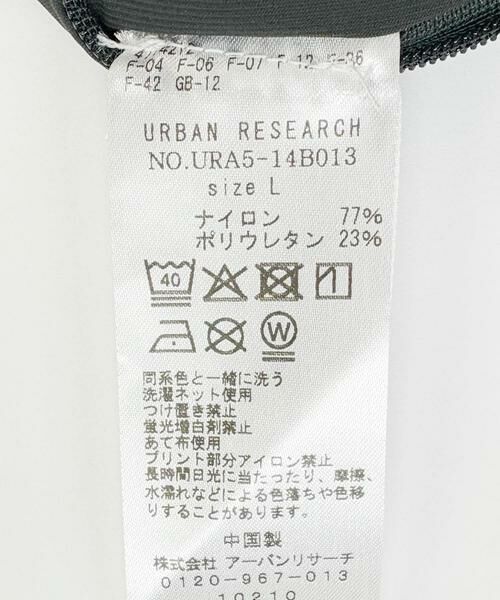 F-04 F-06 F-07 F-12
F-42 GB-12
URBAN RESEARCH
NO.URA5-14B013
size L
ナイロン 77%
ポリウレタン 23%
40
W
同系色と一緒に洗う
洗濯ネット使用
つけ置き禁止
蛍光増白剤禁止
あて布使用
プリント部分アイロン禁止
長時間日光に当たったり、摩擦、
水濡れなどによる色落ちや色移
りすることがあります。
中国製
株式会社 アーバンリサーチ
0120-967-013
10210